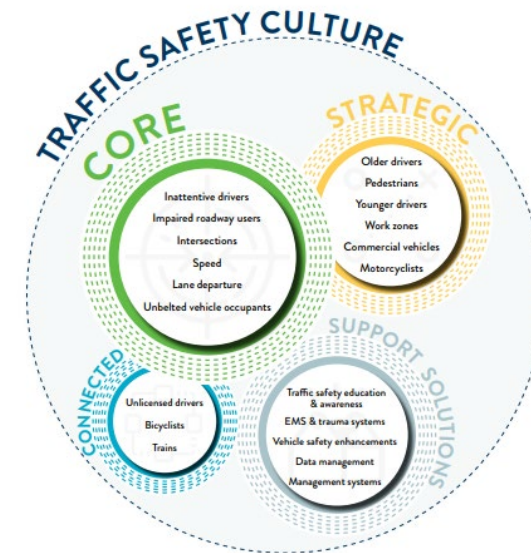 TRAFFIC SAFETY CULTURE
CORE
Inattentive drivers
Impaired roadway users
Intersections
Speed
Lane departure
Unbelted vehicle occupants
STRATEGIC
Older drivers
Pedestrians
Younger drivers
Work zones
Commercial vehicles
Motorcyclists
CONNECTED
Unlicensed drivers
Bicyclists
Trains
SUPPORT SOLUTIONS
Traffic safety education
& awareness
EMS & trauma systems
Vehicle safety enhancements
Data management
Management systems